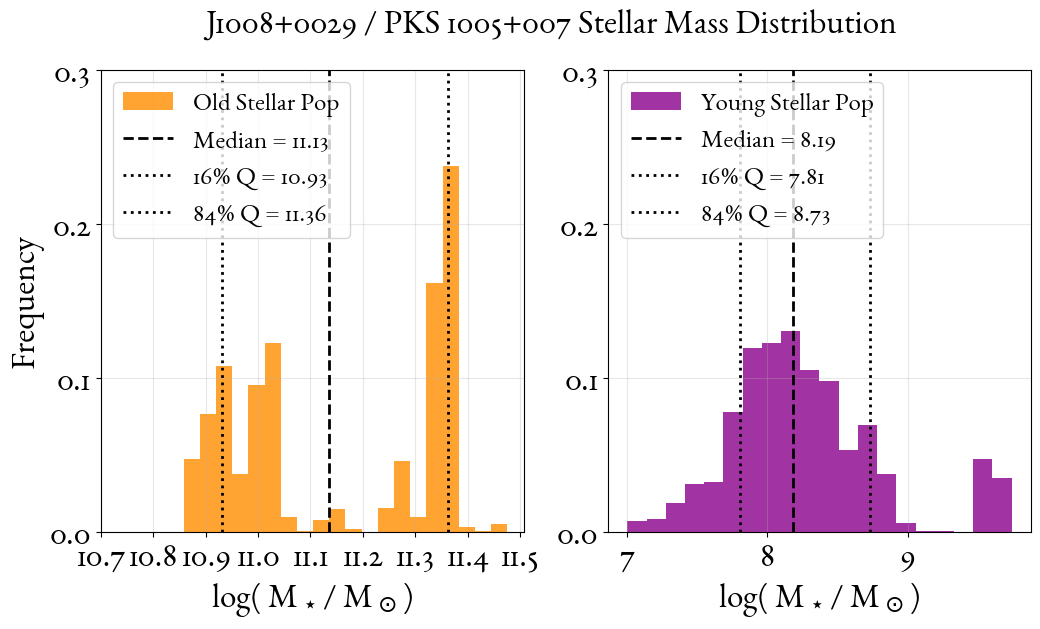 J1008+0029 / PKS 1005+007 Stellar Mass Distribution
Frequency
0.3
0.2
0.1
0.0
Old Stellar Pop
Median = 11.13
16% Q = 10.93
84% Q = 11.36
10.7 10.8 10.9 11.0 11.1 11.2 11.3 11.4 11.5
log( M ⋆ / M ⊙ )
0.3
0.2
0.1
0.0
Young Stellar Pop
Median = 8.19
16% Q = 7.81
84% Q = 8.73
7 8 9
log( M ⋆ / M ⊙ )